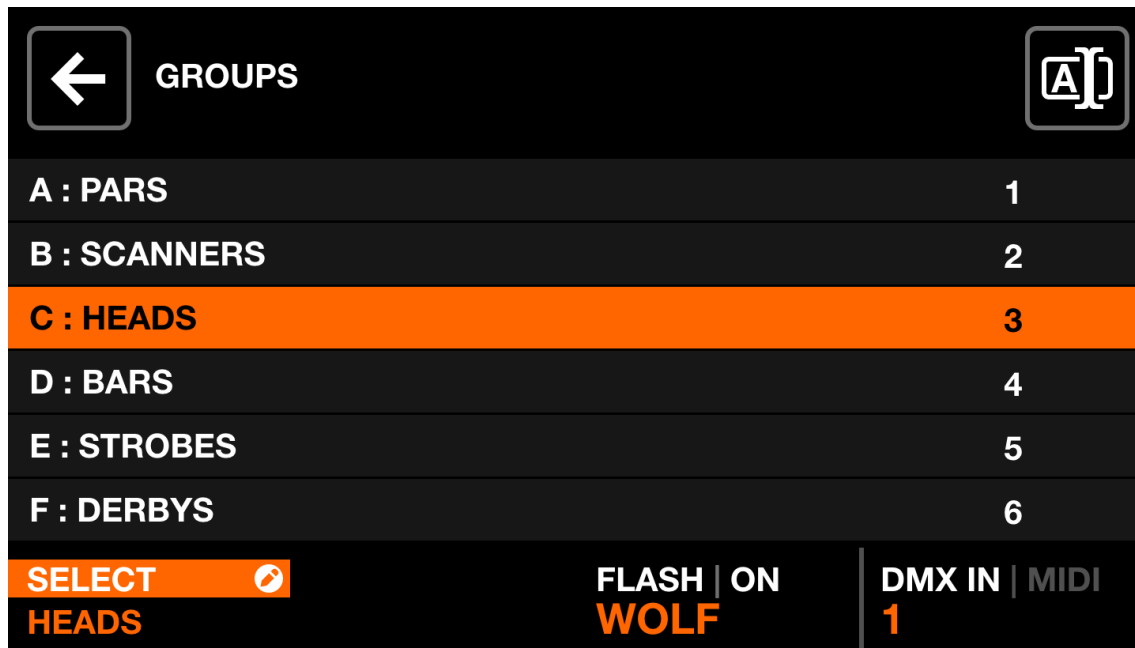 GROUPS
A
A : PARS 1
B : SCANNERS 2
C : HEADS 3
D : BARS 4
E : STROBES 5
F : DERBYS 6
SELECT FLASH | ON DMX IN | MIDI
HEADS WOLF 1